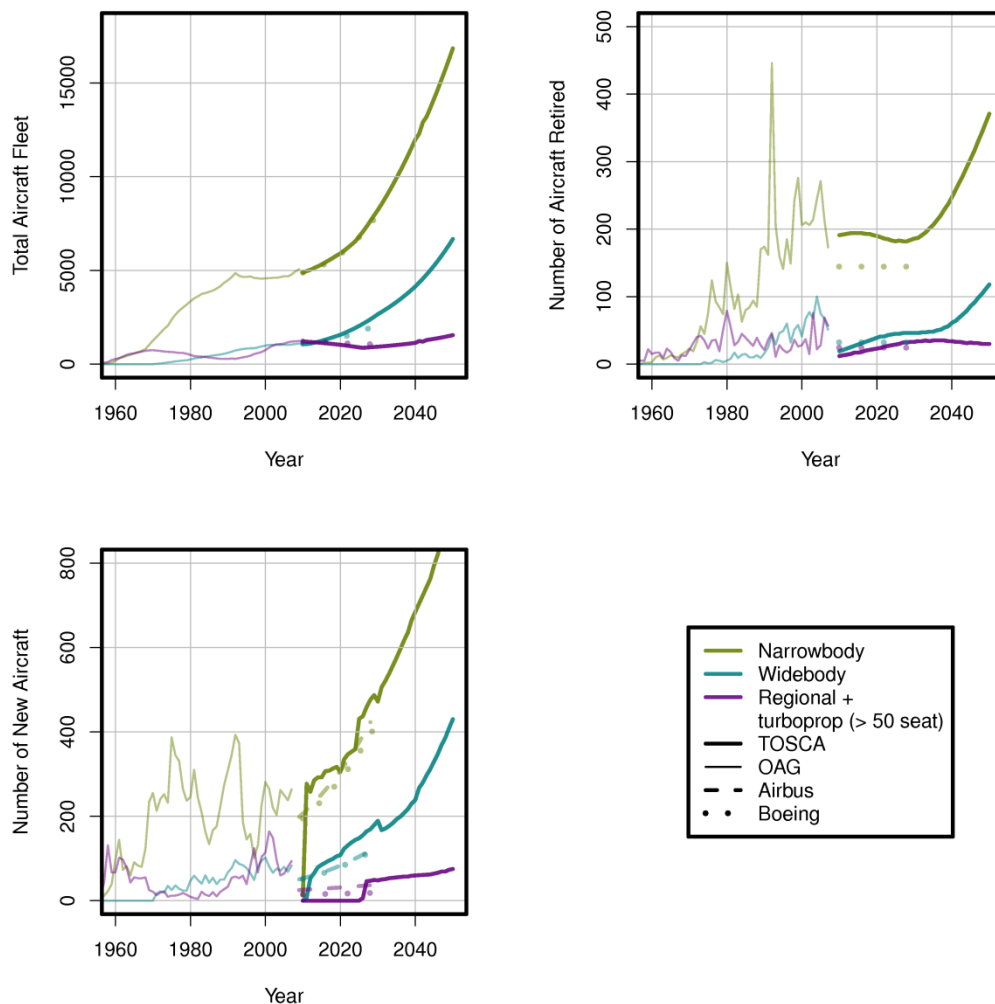 Total Aircraft Fleet
15000
10000
5000
0
1960 1980 2000 2020 2040
Year
Number of Aircraft Retired
500
400
300
200
100
0
1960 1980 2000 2020 2040
Year
Number of New Aircraft
800
600
400
200
0
1960 1980 2000 2020 2040
Year
Narrowbody
Widebody
Regional +
turboprop (> 50 seat)
TOSCA
OAG
Airbus
Boeing